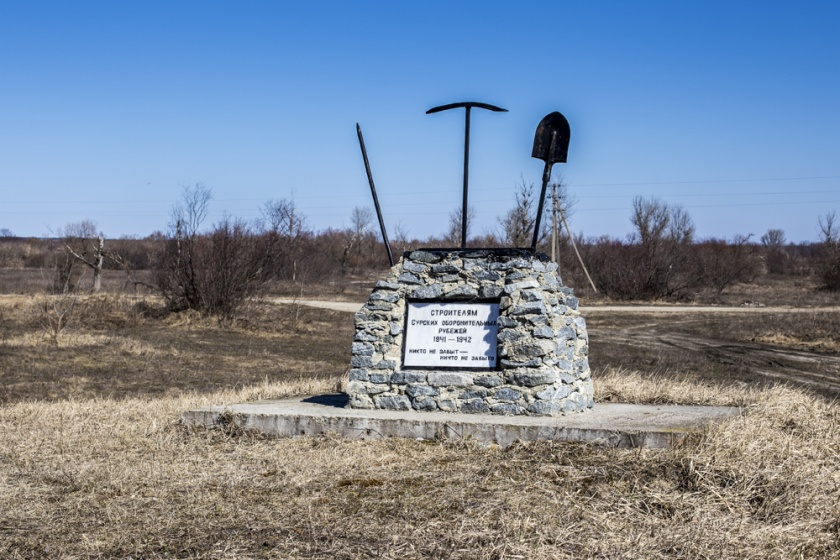 СТРОИТЕЛЯМ
СУРСКИХ ОБОРОНИТЕЛЬНЫХ
РУБЕЖЕЙ
1941 — 1942
НИКТО НЕ ЗАБЫТ —
— НИЧТО НЕ ЗАБЫТО